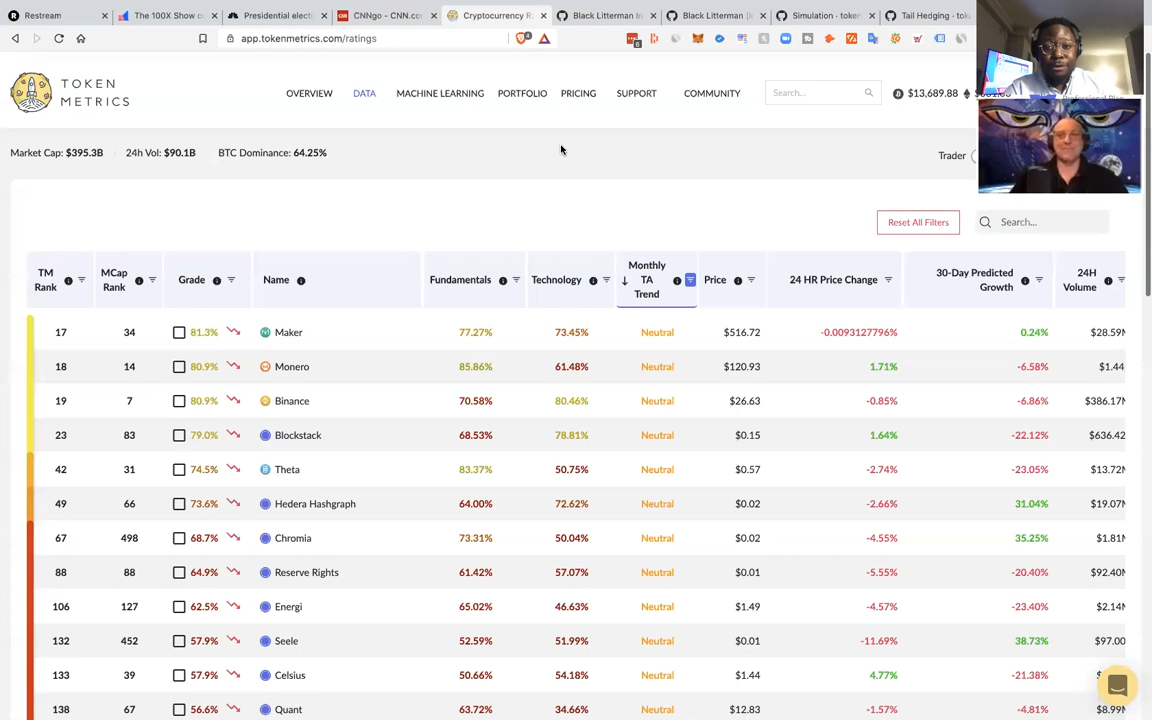 Restream
The 100X Show c
Presidential electi
CNNgo - CNN.co
Cryptocurrency R
Black Litterman In
Black Litterman [i
Simulation · token
Tail Hedging · tok
app.tokenmetrics.com/ratings
TOKEN
METRICS
OVERVIEW DATA MACHINE LEARNING PORTFOLIO PRICING SUPPORT COMMUNITY Search... $13,689.88
Market Cap: $395.3B 24h Vol: $90.1B BTC Dominance: 64.25% Trader
Reset All Filters Search...
TM Rank MCap Rank Grade Name Fundamentals Technology Monthly TA Trend Price 24 HR Price Change 30-Day Predicted Growth 24H Volume
17 34 81.3% Maker 77.27% 73.45% Neutral $516.72 -0.0093127796% 0.24% $28.59M
18 14 80.9% Monero 85.86% 61.48% Neutral $120.93 1.71% -6.58% $1.44
19 7 80.9% Binance 70.58% 80.46% Neutral $26.63 -0.85% -6.86% $386.17M
23 83 79.0% Blockstack 68.53% 78.81% Neutral $0.15 1.64% -22.12% $636.42
42 31 74.5% Theta 83.37% 50.75% Neutral $0.57 -2.74% -23.05% $13.72M
49 66 73.6% Hedera Hashgraph 64.00% 72.62% Neutral $0.02 -2.66% 31.04% $19.07M
67 498 68.7% Chromia 73.31% 50.04% Neutral $0.02 -4.55% 35.25% $1.81M
88 88 64.9% Reserve Rights 61.42% 57.07% Neutral $0.01 -5.55% -20.40% $92.40M
106 127 62.5% Energi 65.02% 46.63% Neutral $1.49 -4.57% -23.40% $2.14M
132 452 57.9% Seele 52.59% 51.99% Neutral $0.01 -11.69% 38.73% $97.00
133 39 57.9% Celsius 50.66% 54.18% Neutral $1.44 4.77% -21.38%
138 67 56.6% Quant 63.72% 34.66% Neutral $12.83 -1.57% -4.81% $8.99M